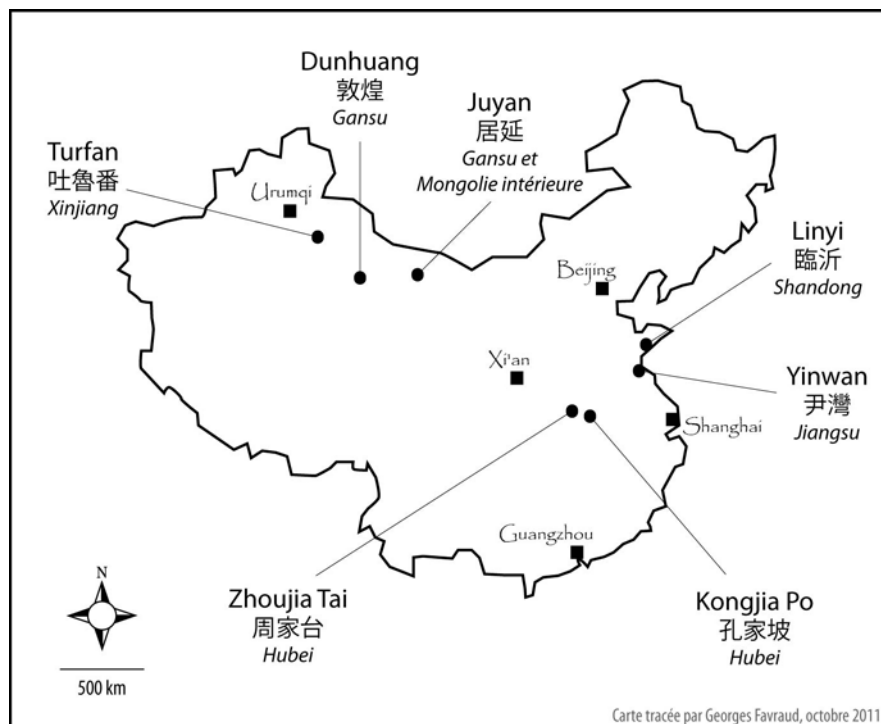 Dunhuang
敦煌
Gansu
Juyan
居延
Gansu et
Mongolie intérieure
Turfan
吐魯番
Xinjiang
Urumqi
Linyi
臨沂
Shandong
Beijing
Xi'an
Yinwan
尹灣
Jiangsu
Shanghai
Guangzhou
N
Zhoujia Tai
周家台
Hubei
Kongjia Po
孔家坡
Hubei
500 km
Carte tracée par Georges Favraud, octobre 2011